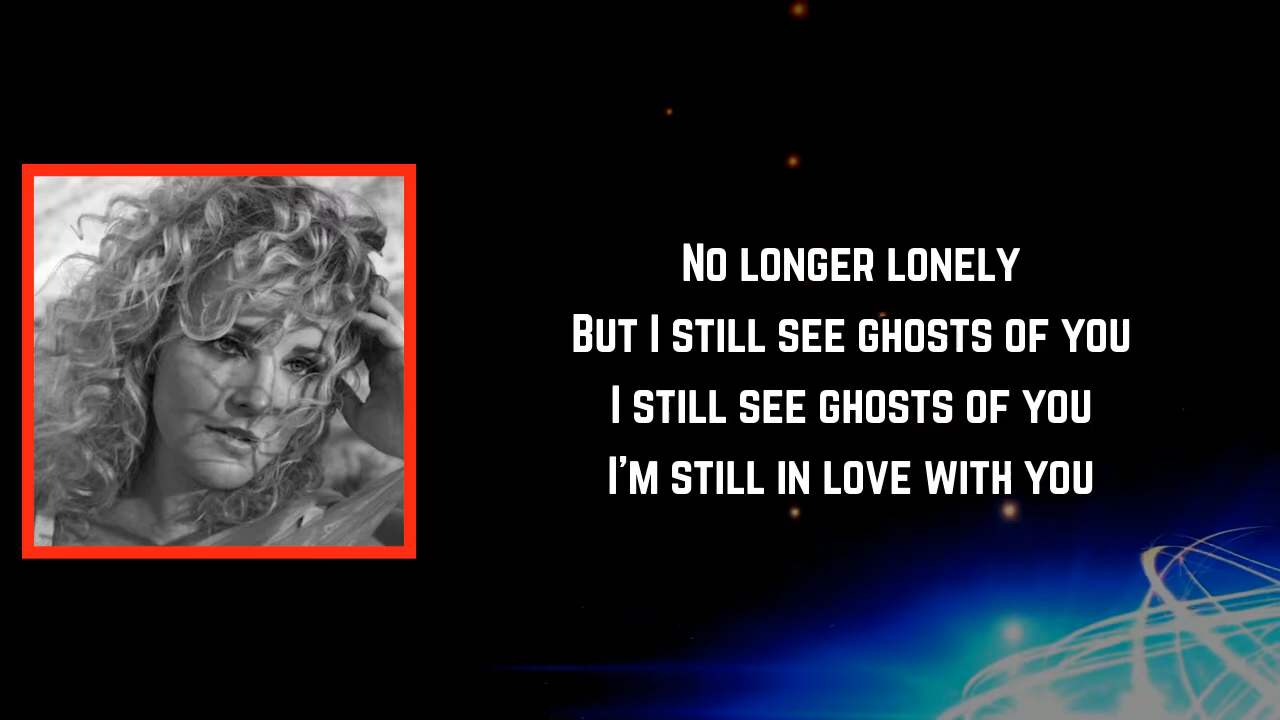 No longer lonely
But I still see ghosts of you
I still see ghosts of you
I'm still in love with you